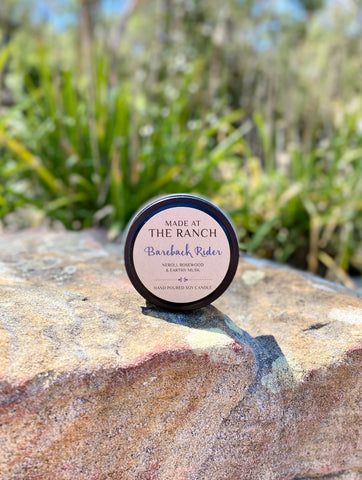 MADE AT
THE RANCH
Bareback Rider
NEROLI, ROSEWOOD
& EARTHY MUSK
HAND POURED SOY CANDLE